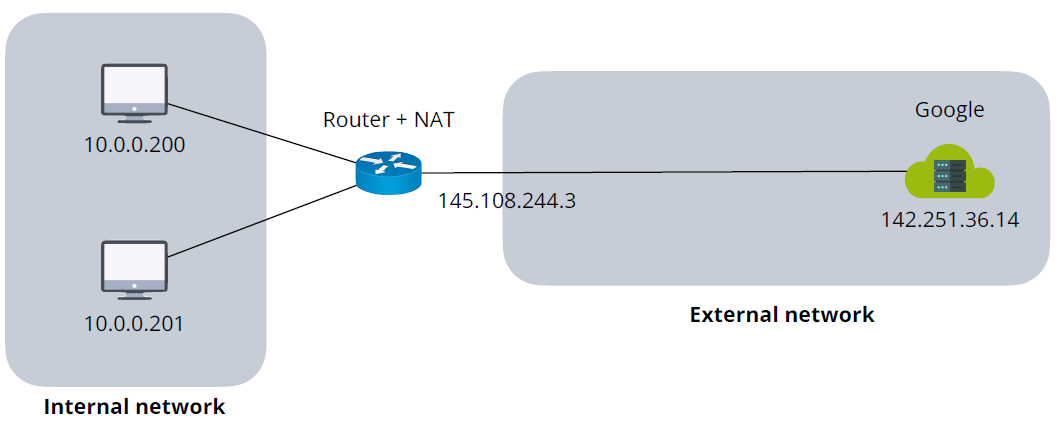 Router + NAT
Google
10.0.0.200
145.108.244.3
142.251.36.14
10.0.0.201
External network
Internal network